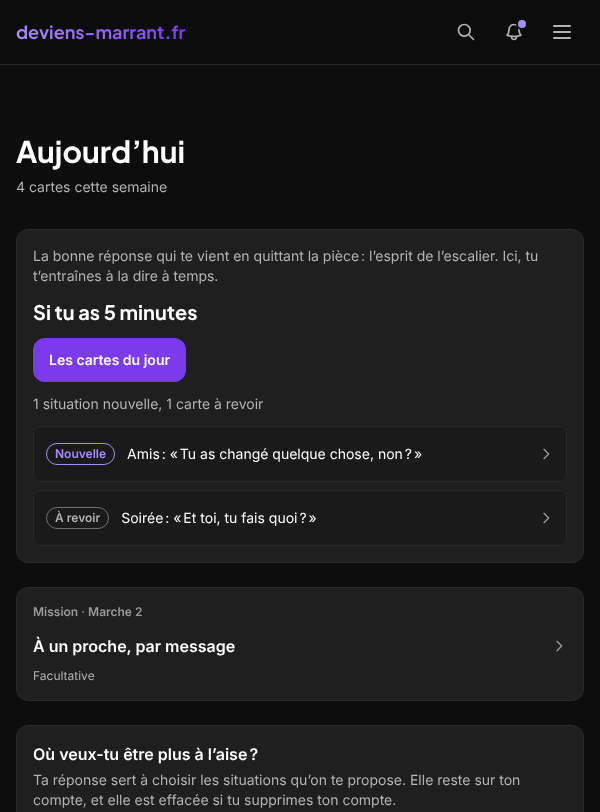 deviens-marrant.fr
Aujourd’hui
4 cartes cette semaine
La bonne réponse qui te vient en quittant la pièce : l’esprit de l’escalier. Ici, tu
t’entraînes à la dire à temps.
Si tu as 5 minutes
Les cartes du jour
1 situation nouvelle, 1 carte à revoir
Nouvelle Amis : « Tu as changé quelque chose, non ? »
À revoir Soirée : « Et toi, tu fais quoi ? »
Mission · Marche 2
À un proche, par message
Facultative
Où veux-tu être plus à l’aise ?
Ta réponse sert à choisir les situations qu’on te propose. Elle reste sur ton
compte, et elle est effacée si tu supprimes ton compte.